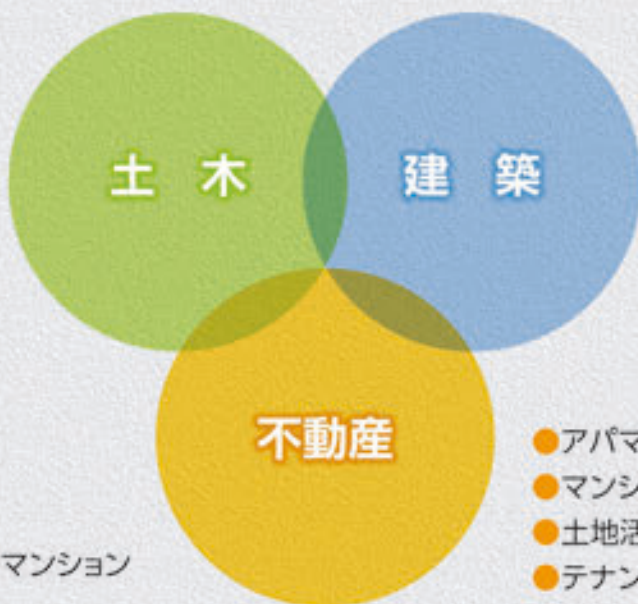 土 木
建 築
不動産
●アパマ
●マンシ
●土地活
マンション
●テナン